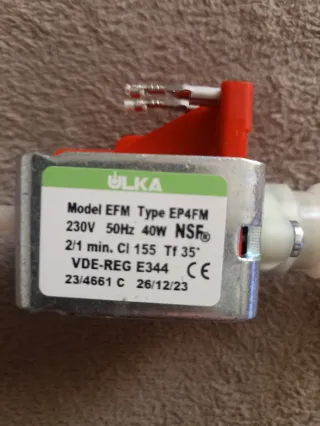 ULKA
Model EFM Type EP4FM
230V 50Hz 40W NSF®
2/1 min. Cl 155 Tf 35°
VDE-REG E344 CE
23/4661 C 26/12/23